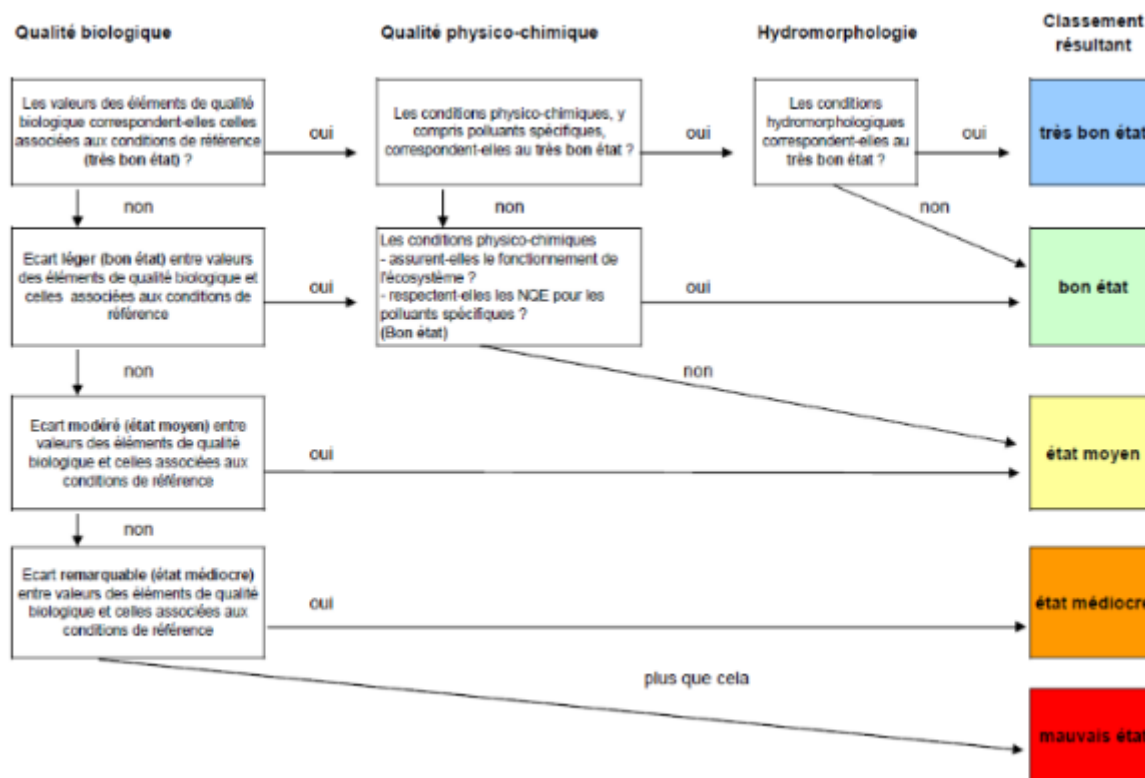 Qualité biologique
Qualité physico-chimique
Hydromorphologie
Classement
résultant
Les valeurs des éléments de qualité
biologique correspondent-elles celles
associées aux conditions de référence
(très bon état) ?
oui
Les conditions physico-chimiques, y
compris polluants spécifiques,
correspondent-elles au très bon état ?
oui
Les conditions
hydromorphologiques
correspondent-elles au
très bon état ?
oui
très bon état
non
non
non
Ecart léger (bon état) entre valeurs
des éléments de qualité biologique et
celles associées aux conditions de
référence
oui
Les conditions physico-chimiques
- assurent-elles le fonctionnement de
l'écosystème ?
- respectent-elles les NQE pour les
polluants spécifiques ?
(Bon état)
oui
bon état
non
non
Ecart modéré (état moyen) entre
valeurs des éléments de qualité
biologique et celles associées aux
conditions de référence
oui
état moyen
non
Ecart remarquable (état médiocre)
entre valeurs des éléments de qualité
biologique et celles associées aux
conditions de référence
oui
état médiocre
plus que cela
mauvais état